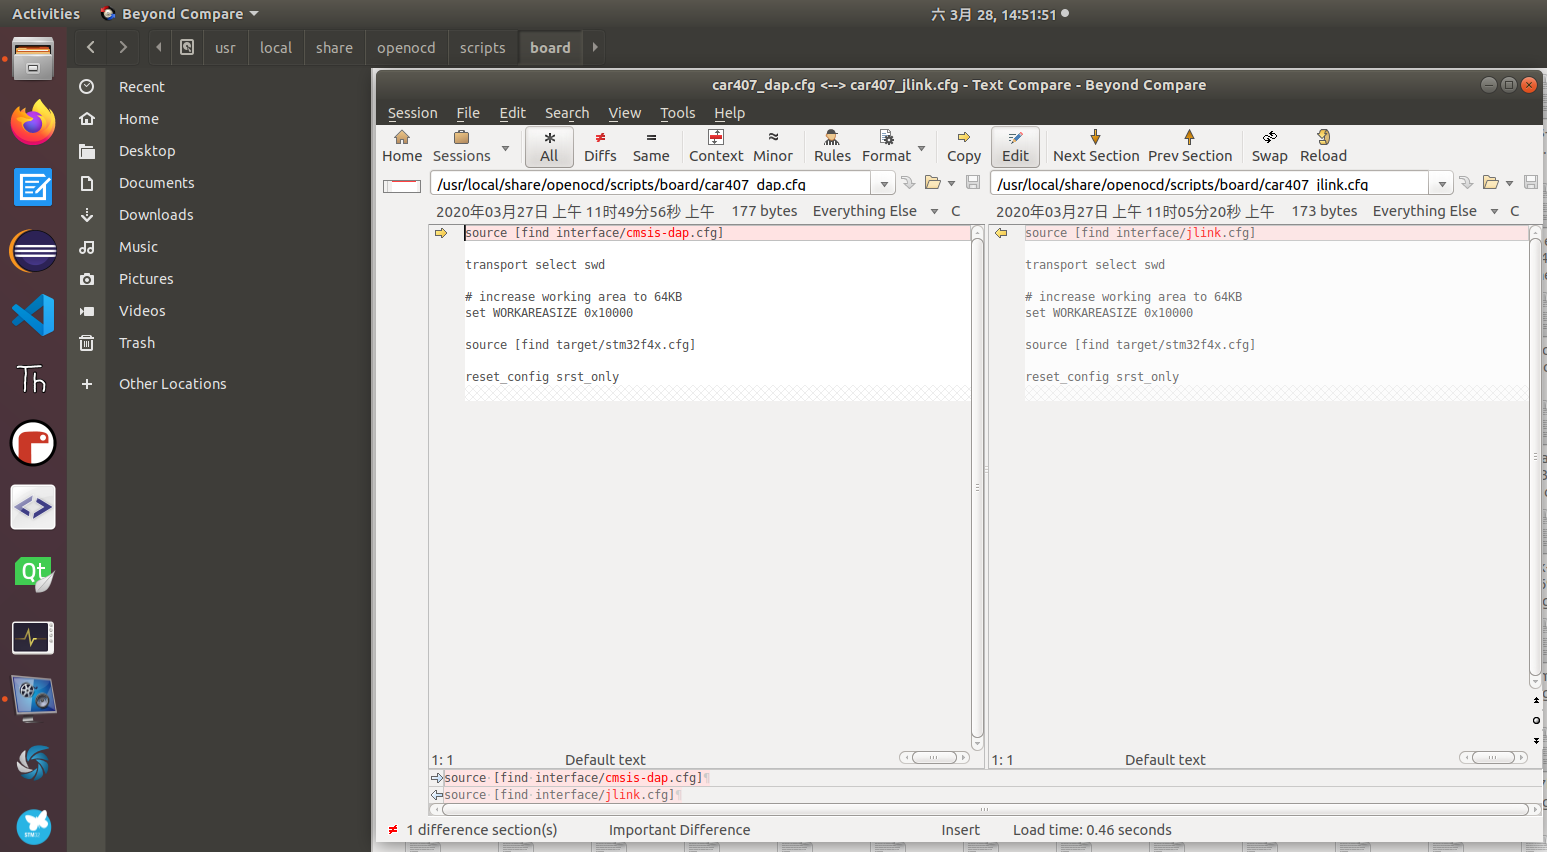 Activities Beyond Compare 六 3月 28, 14:51:51
usr local share openocd scripts board
Recent
Home
Desktop
Documents
Downloads
Music
Pictures
Videos
Trash
Other Locations
Th
Qt
car407_dap.cfg <--> car407_jlink.cfg - Text Compare - Beyond Compare
Session File Edit Search View Tools Help
Home Sessions All Diffs Same Context Minor Rules Format Copy Edit Next Section Prev Section Swap Reload
/usr/local/share/openocd/scripts/board/car407_dap.cfg
2020年03月27日 上午 11时49分56秒 上午 177 bytes Everything Else C
source [find interface/cmsis-dap.cfg]
transport select swd
# increase working area to 64KB
set WORKAREASIZE 0x10000
source [find target/stm32f4x.cfg]
reset_config srst_only
1: 1 Default text
/usr/local/share/openocd/scripts/board/car407_jlink.cfg
2020年03月27日 上午 11时05分20秒 上午 173 bytes Everything Else C
source [find interface/jlink.cfg]
transport select swd
# increase working area to 64KB
set WORKAREASIZE 0x10000
source [find target/stm32f4x.cfg]
reset_config srst_only
1: 1 Default text
source [find interface/cmsis-dap.cfg]¶
source [find interface/jlink.cfg]¶
≠ 1 difference section(s) Important Difference Insert Load time: 0.46 seconds